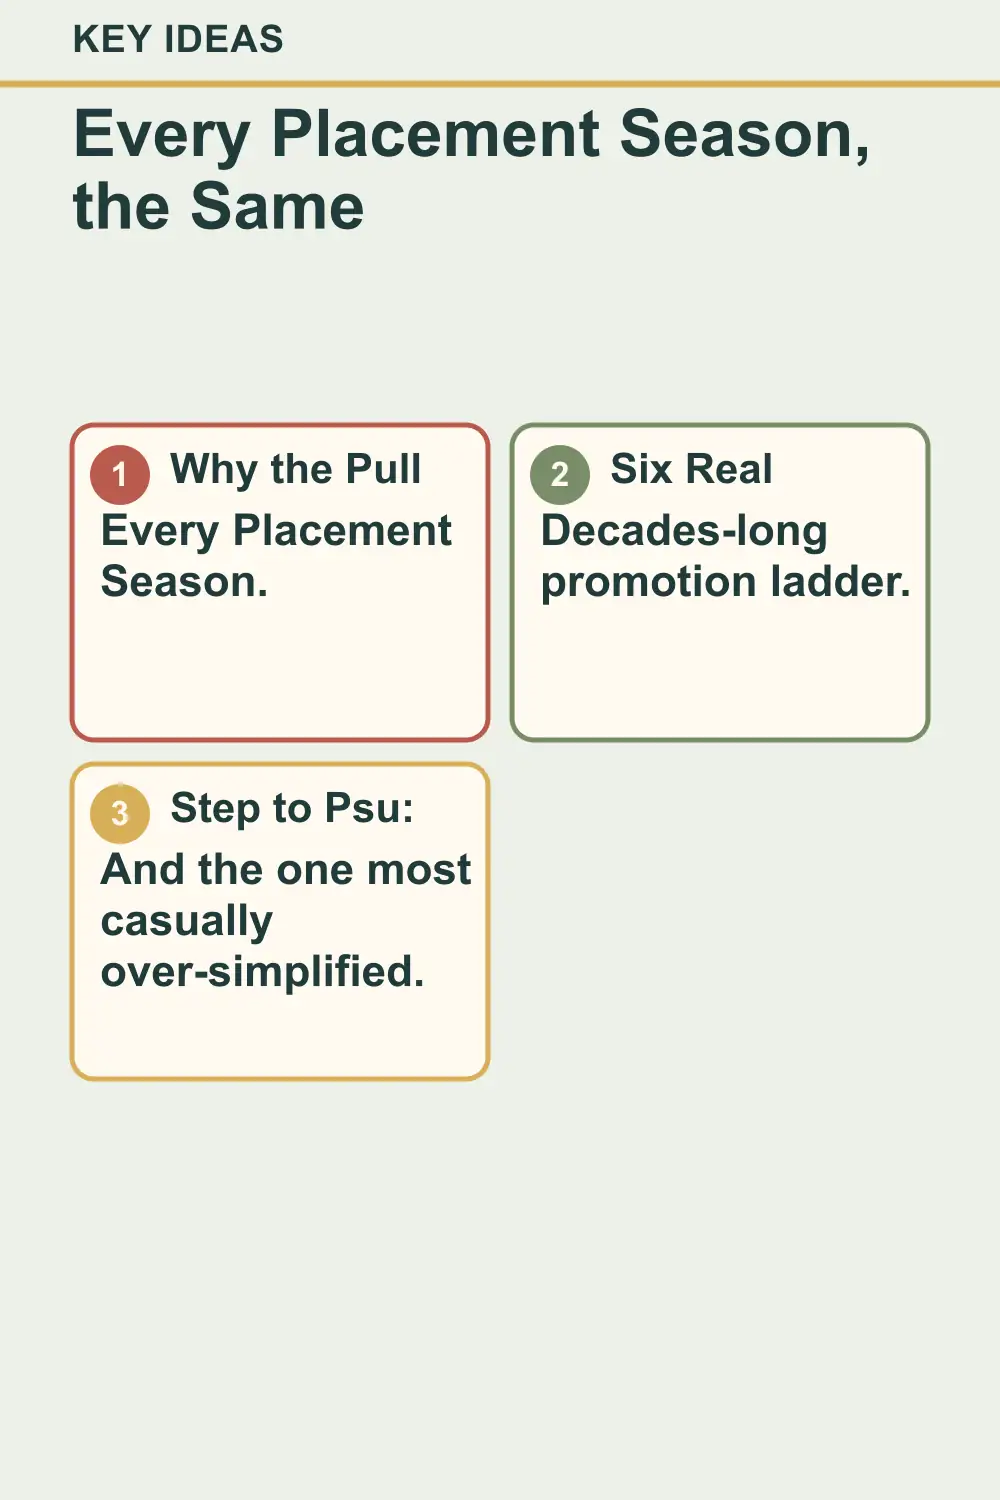 KEY IDEAS
Every Placement Season,
the Same
1 Why the Pull
Every Placement
Season.
2 Six Real
Decades-long
promotion ladder.
3 Step to Psu:
And the one most
casually
over-simplified.